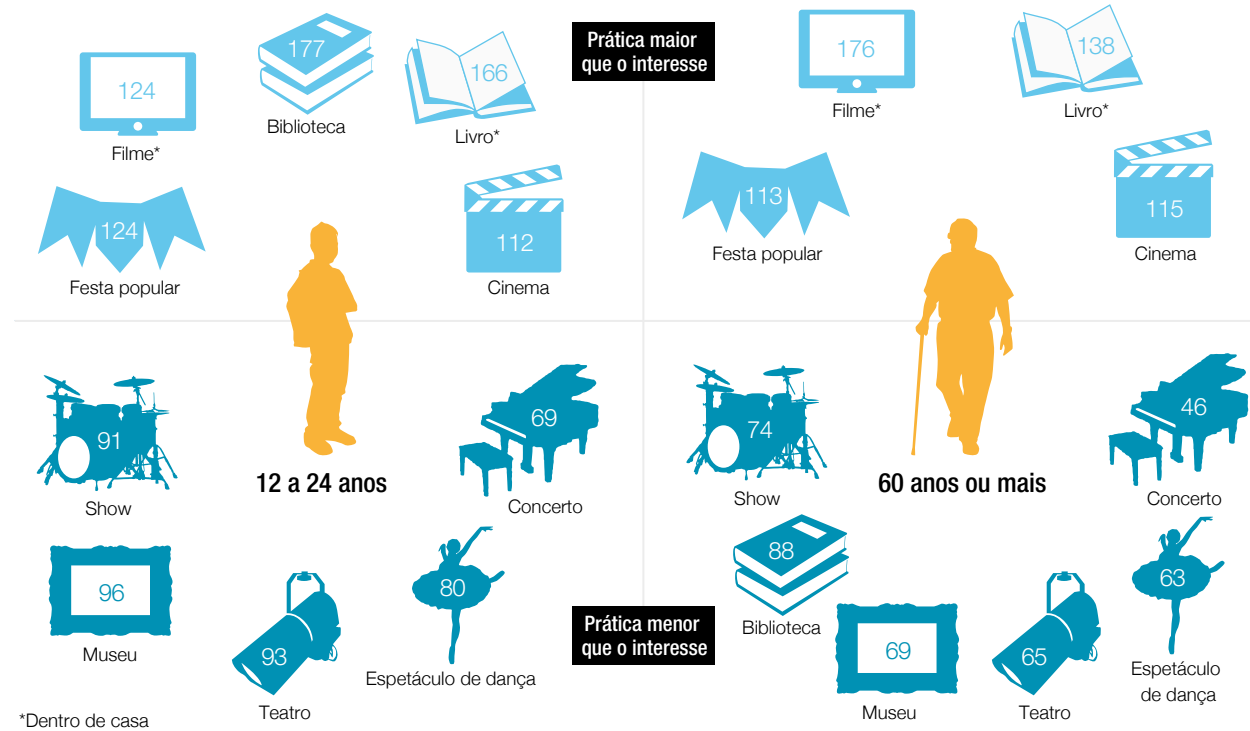 Prática maior
que o interesse
124
Filme*
177
Biblioteca
166
Livro*
124
Festa popular
112
Cinema
176
Filme*
138
Livro*
113
Festa popular
115
Cinema
91
Show
69
Concerto
12 a 24 anos
96
Museu
93
Teatro
80
Espetáculo de dança
74
Show
46
Concerto
60 anos ou mais
88
Biblioteca
69
Museu
65
Teatro
63
Espetáculo
de dança
Prática menor
que o interesse
*Dentro de casa